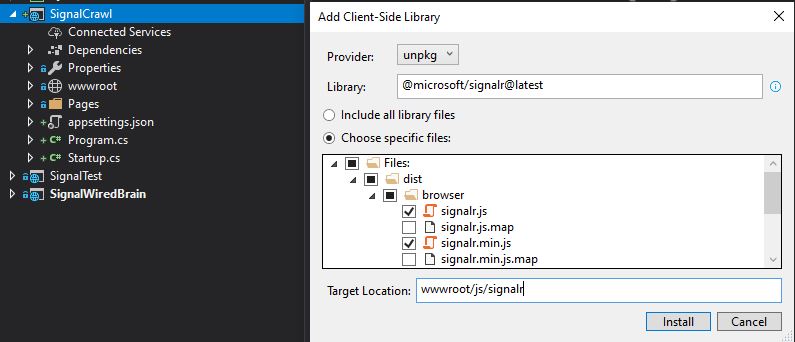 SignalCrawl
Connected Services
Dependencies
Properties
wwwroot
Pages
appsettings.json
Program.cs
Startup.cs
SignalTest
SignalWiredBrain
Add Client-Side Library
Provider: unpkg
Library: @microsoft/signalr@latest
Include all library files
Choose specific files:
Files:
dist
browser
signalr.js
signalr.js.map
signalr.min.js
signalr.min.js.map
Target Location: wwwroot/js/signalr
Install Cancel